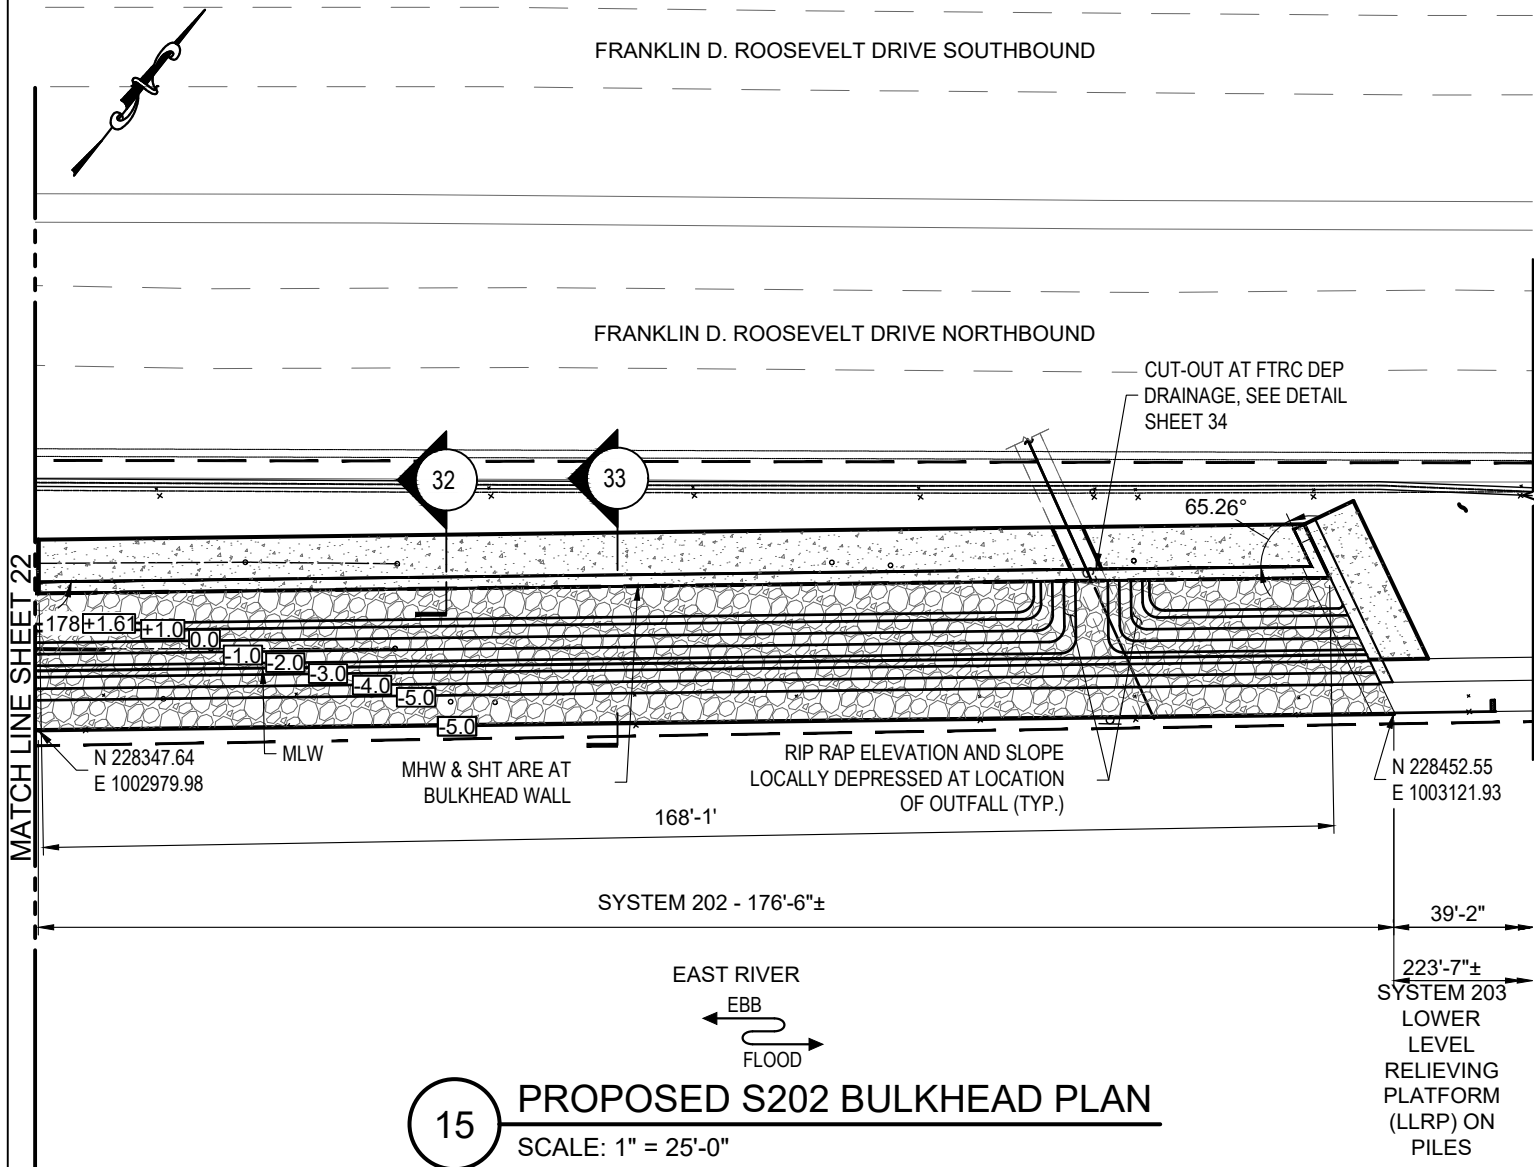 FRANKLIN D. ROOSEVELT DRIVE SOUTHBOUND
FRANKLIN D. ROOSEVELT DRIVE NORTHBOUND
CUT-OUT AT FTRC DEP
DRAINAGE, SEE DETAIL
SHEET 34
32
33
65.26°
MATCH LINE SHEET 22
178
+1.61
+1.0
0.0
-1.0
-2.0
-3.0
-4.0
-5.0
-5.0
N 228347.64
E 1002979.98
MLW
MHW & SHT ARE AT
BULKHEAD WALL
RIP RAP ELEVATION AND SLOPE
LOCALLY DEPRESSED AT LOCATION
OF OUTFALL (TYP.)
N 228452.55
E 1003121.93
168'-1'
SYSTEM 202 - 176'-6"±
39'-2"
223'-7"±
SYSTEM 203
LOWER
LEVEL
RELIEVING
PLATFORM
(LLRP) ON
PILES
EAST RIVER
EBB
FLOOD
15
PROPOSED S202 BULKHEAD PLAN
SCALE: 1" = 25'-0"